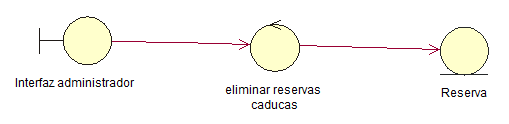 Interfaz administrador
eliminar reservas
caducas
Reserva